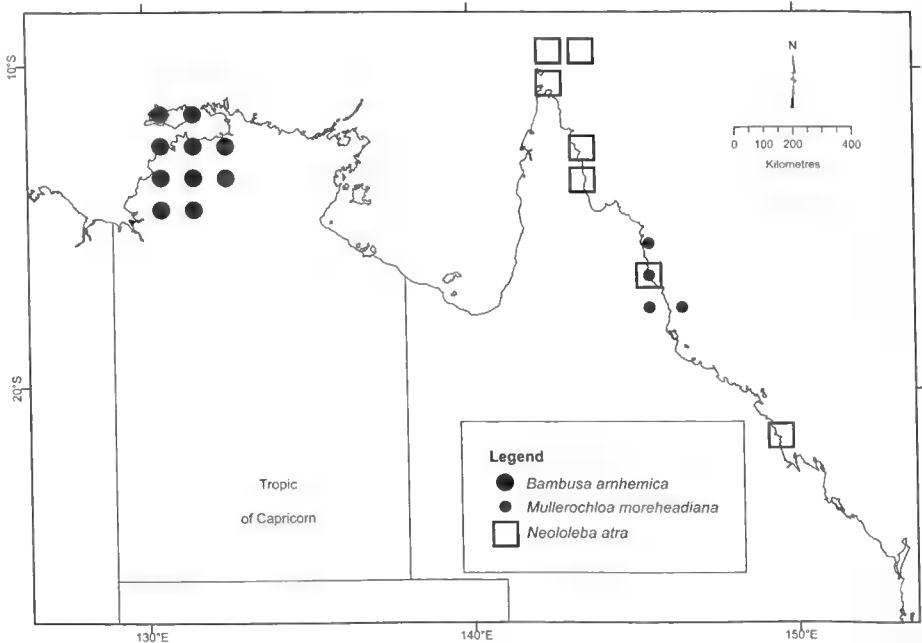 10°S
N
0 100 200 400
Kilometres
20°S
Legend
Bambusa arnhemica
Mullerochloa moreheadiana
Neololeba atra
Tropic
of Capricorn
130°E
140°E
150°E